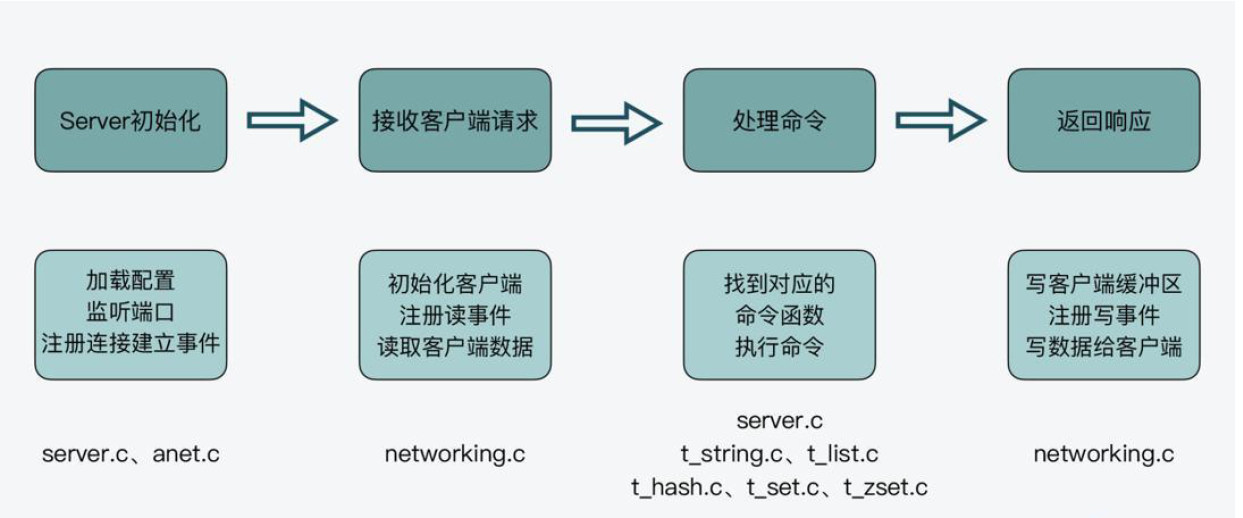 Server初始化
接收客户端请求
处理命令
返回响应
加载配置
监听端口
注册连接建立事件
初始化客户端
注册读事件
读取客户端数据
找到对应的
命令函数
执行命令
写客户端缓冲区
注册写事件
写数据给客户端
server.c、anet.c
networking.c
server.c
t_string.c、t_list.c
t_hash.c、t_set.c、t_zset.c
networking.c